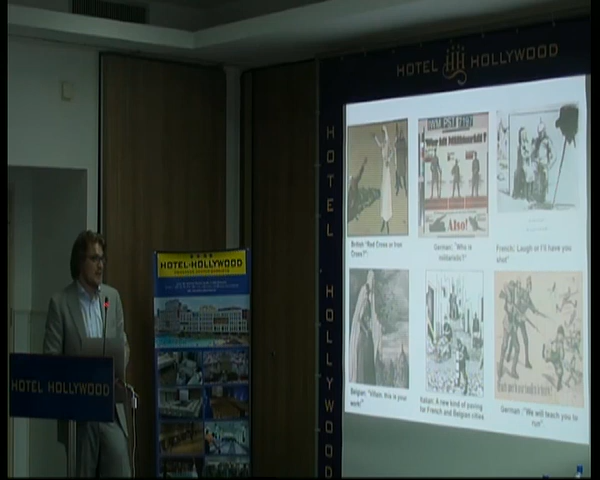 HOTEL HOLLYWOOD
HOTEL
HOLLYWOOD
HOTEL-HOLLYWOOD
HOTEL HOLLYWOOD
British "Red Cross or Iron
Cross?"
German: "Who is
militaristic?"
French: Laugh or I'll have you
shot"
Also!
Belgian: "Villain, this is your
work!"
Italian: A new kind of paving
for French and Belgian cities
German: "We will teach you to
run"